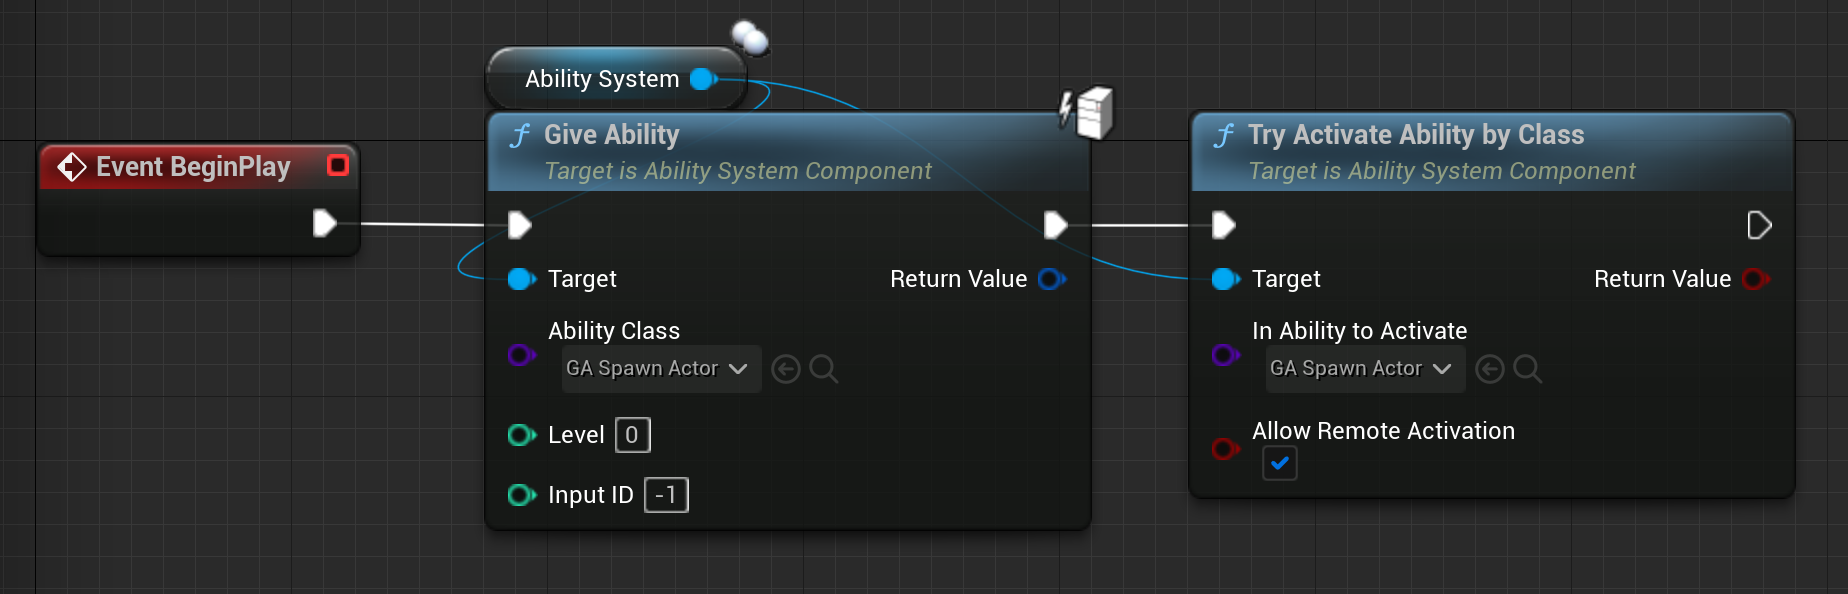 Ability System
Event BeginPlay
Give Ability
Target is Ability System Component
Target
Return Value
Ability Class
GA Spawn Actor
Level 0
Input ID -1
Try Activate Ability by Class
Target is Ability System Component
Target
Return Value
In Ability to Activate
GA Spawn Actor
Allow Remote Activation